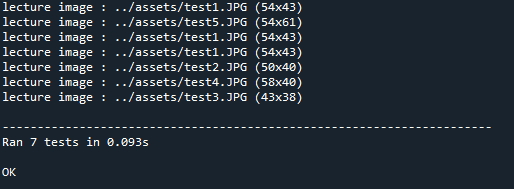 lecture image : ../assets/test1.JPG (54x43)
lecture image : ../assets/test5.JPG (54x61)
lecture image : ../assets/test1.JPG (54x43)
lecture image : ../assets/test1.JPG (54x43)
lecture image : ../assets/test2.JPG (50x40)
lecture image : ../assets/test4.JPG (58x40)
lecture image : ../assets/test3.JPG (43x38)
----------------------------------------------------------------------
Ran 7 tests in 0.093s
OK